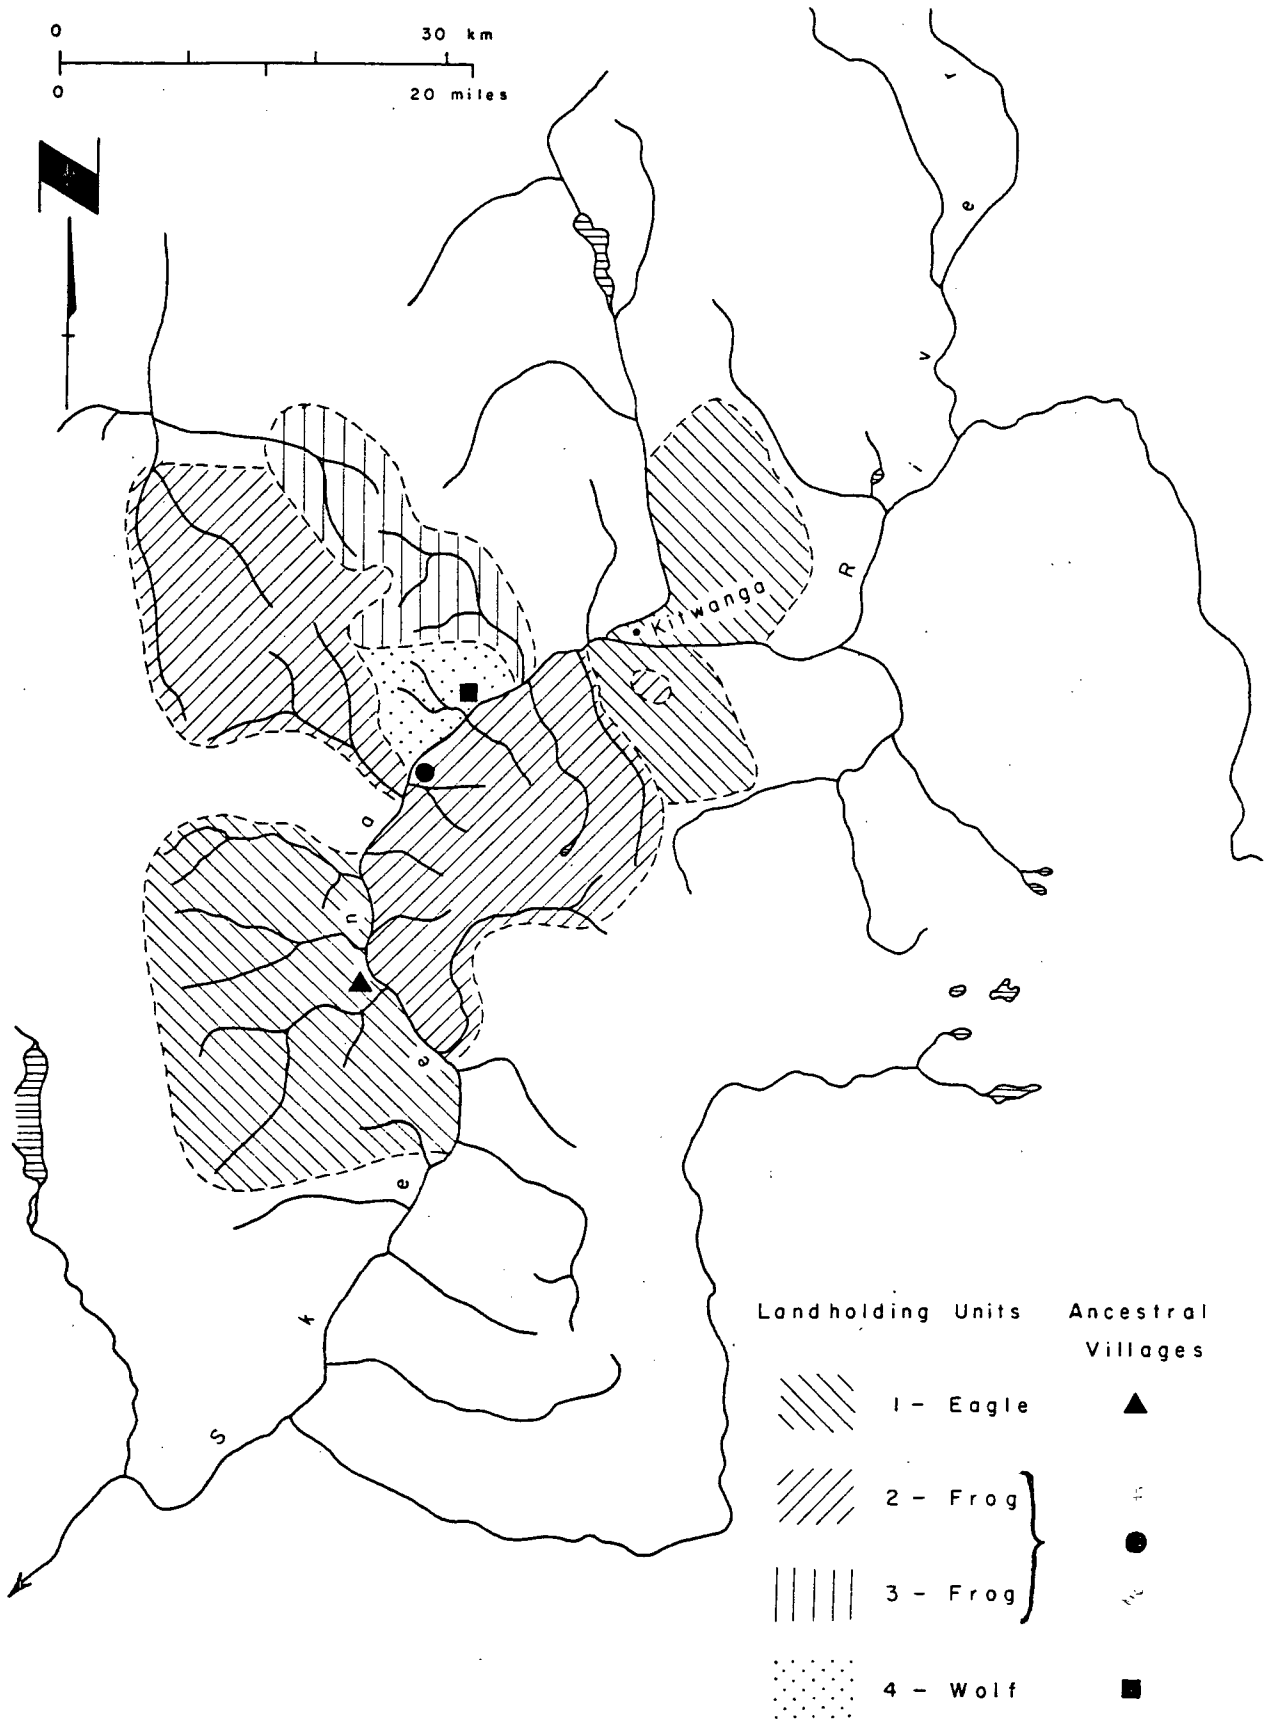 0 30 km
0 20 miles
Kitwanga
S k e e n a R i v e r
Landholding Units Ancestral
Villages
1 - Eagle
2 - Frog
3 - Frog
4 - Wolf